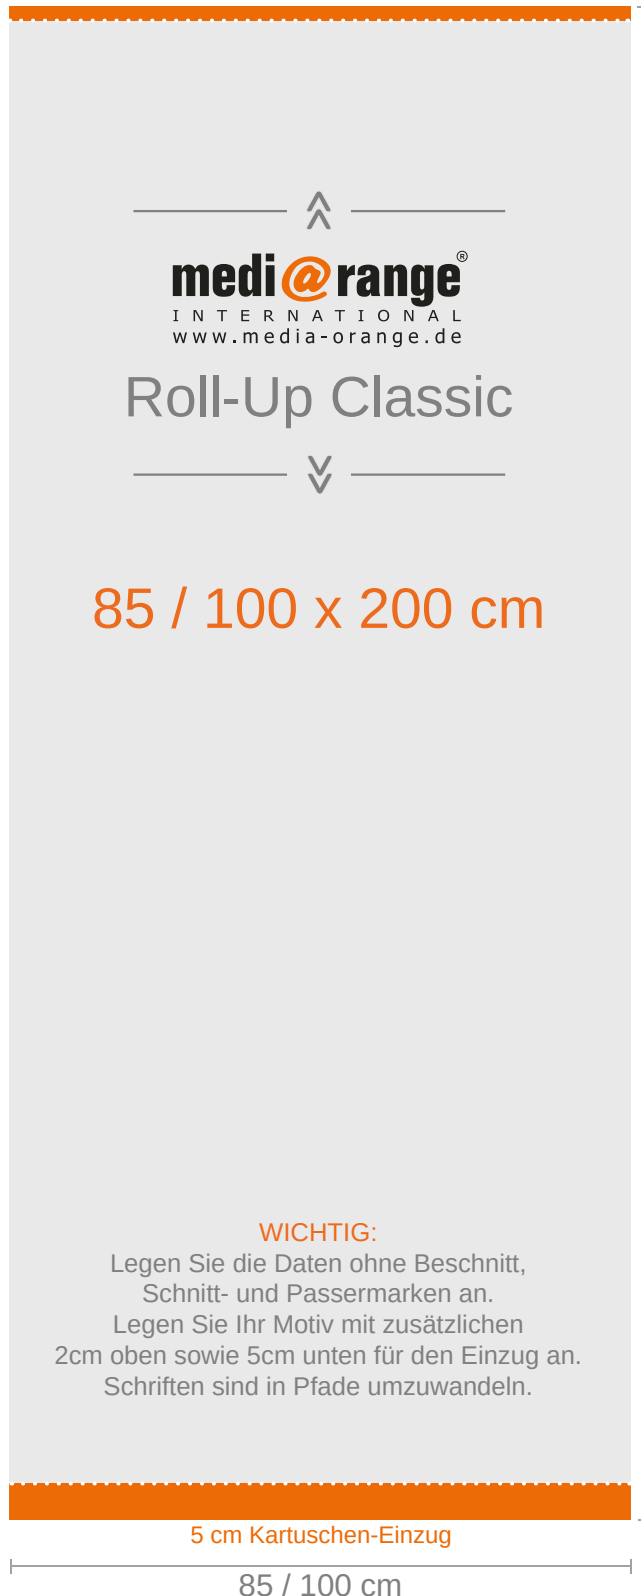 medi@range®
INTERNATIONAL
www.media-orange.de
Roll-Up Classic
85 / 100 x 200 cm
WICHTIG:
Legen Sie die Daten ohne Beschnitt,
Schnitt- und Passermarken an.
Legen Sie Ihr Motiv mit zusätzlichen
2cm oben sowie 5cm unten für den Einzug an.
Schriften sind in Pfade umzuwandeln.
5 cm Kartuschen-Einzug
85 / 100 cm